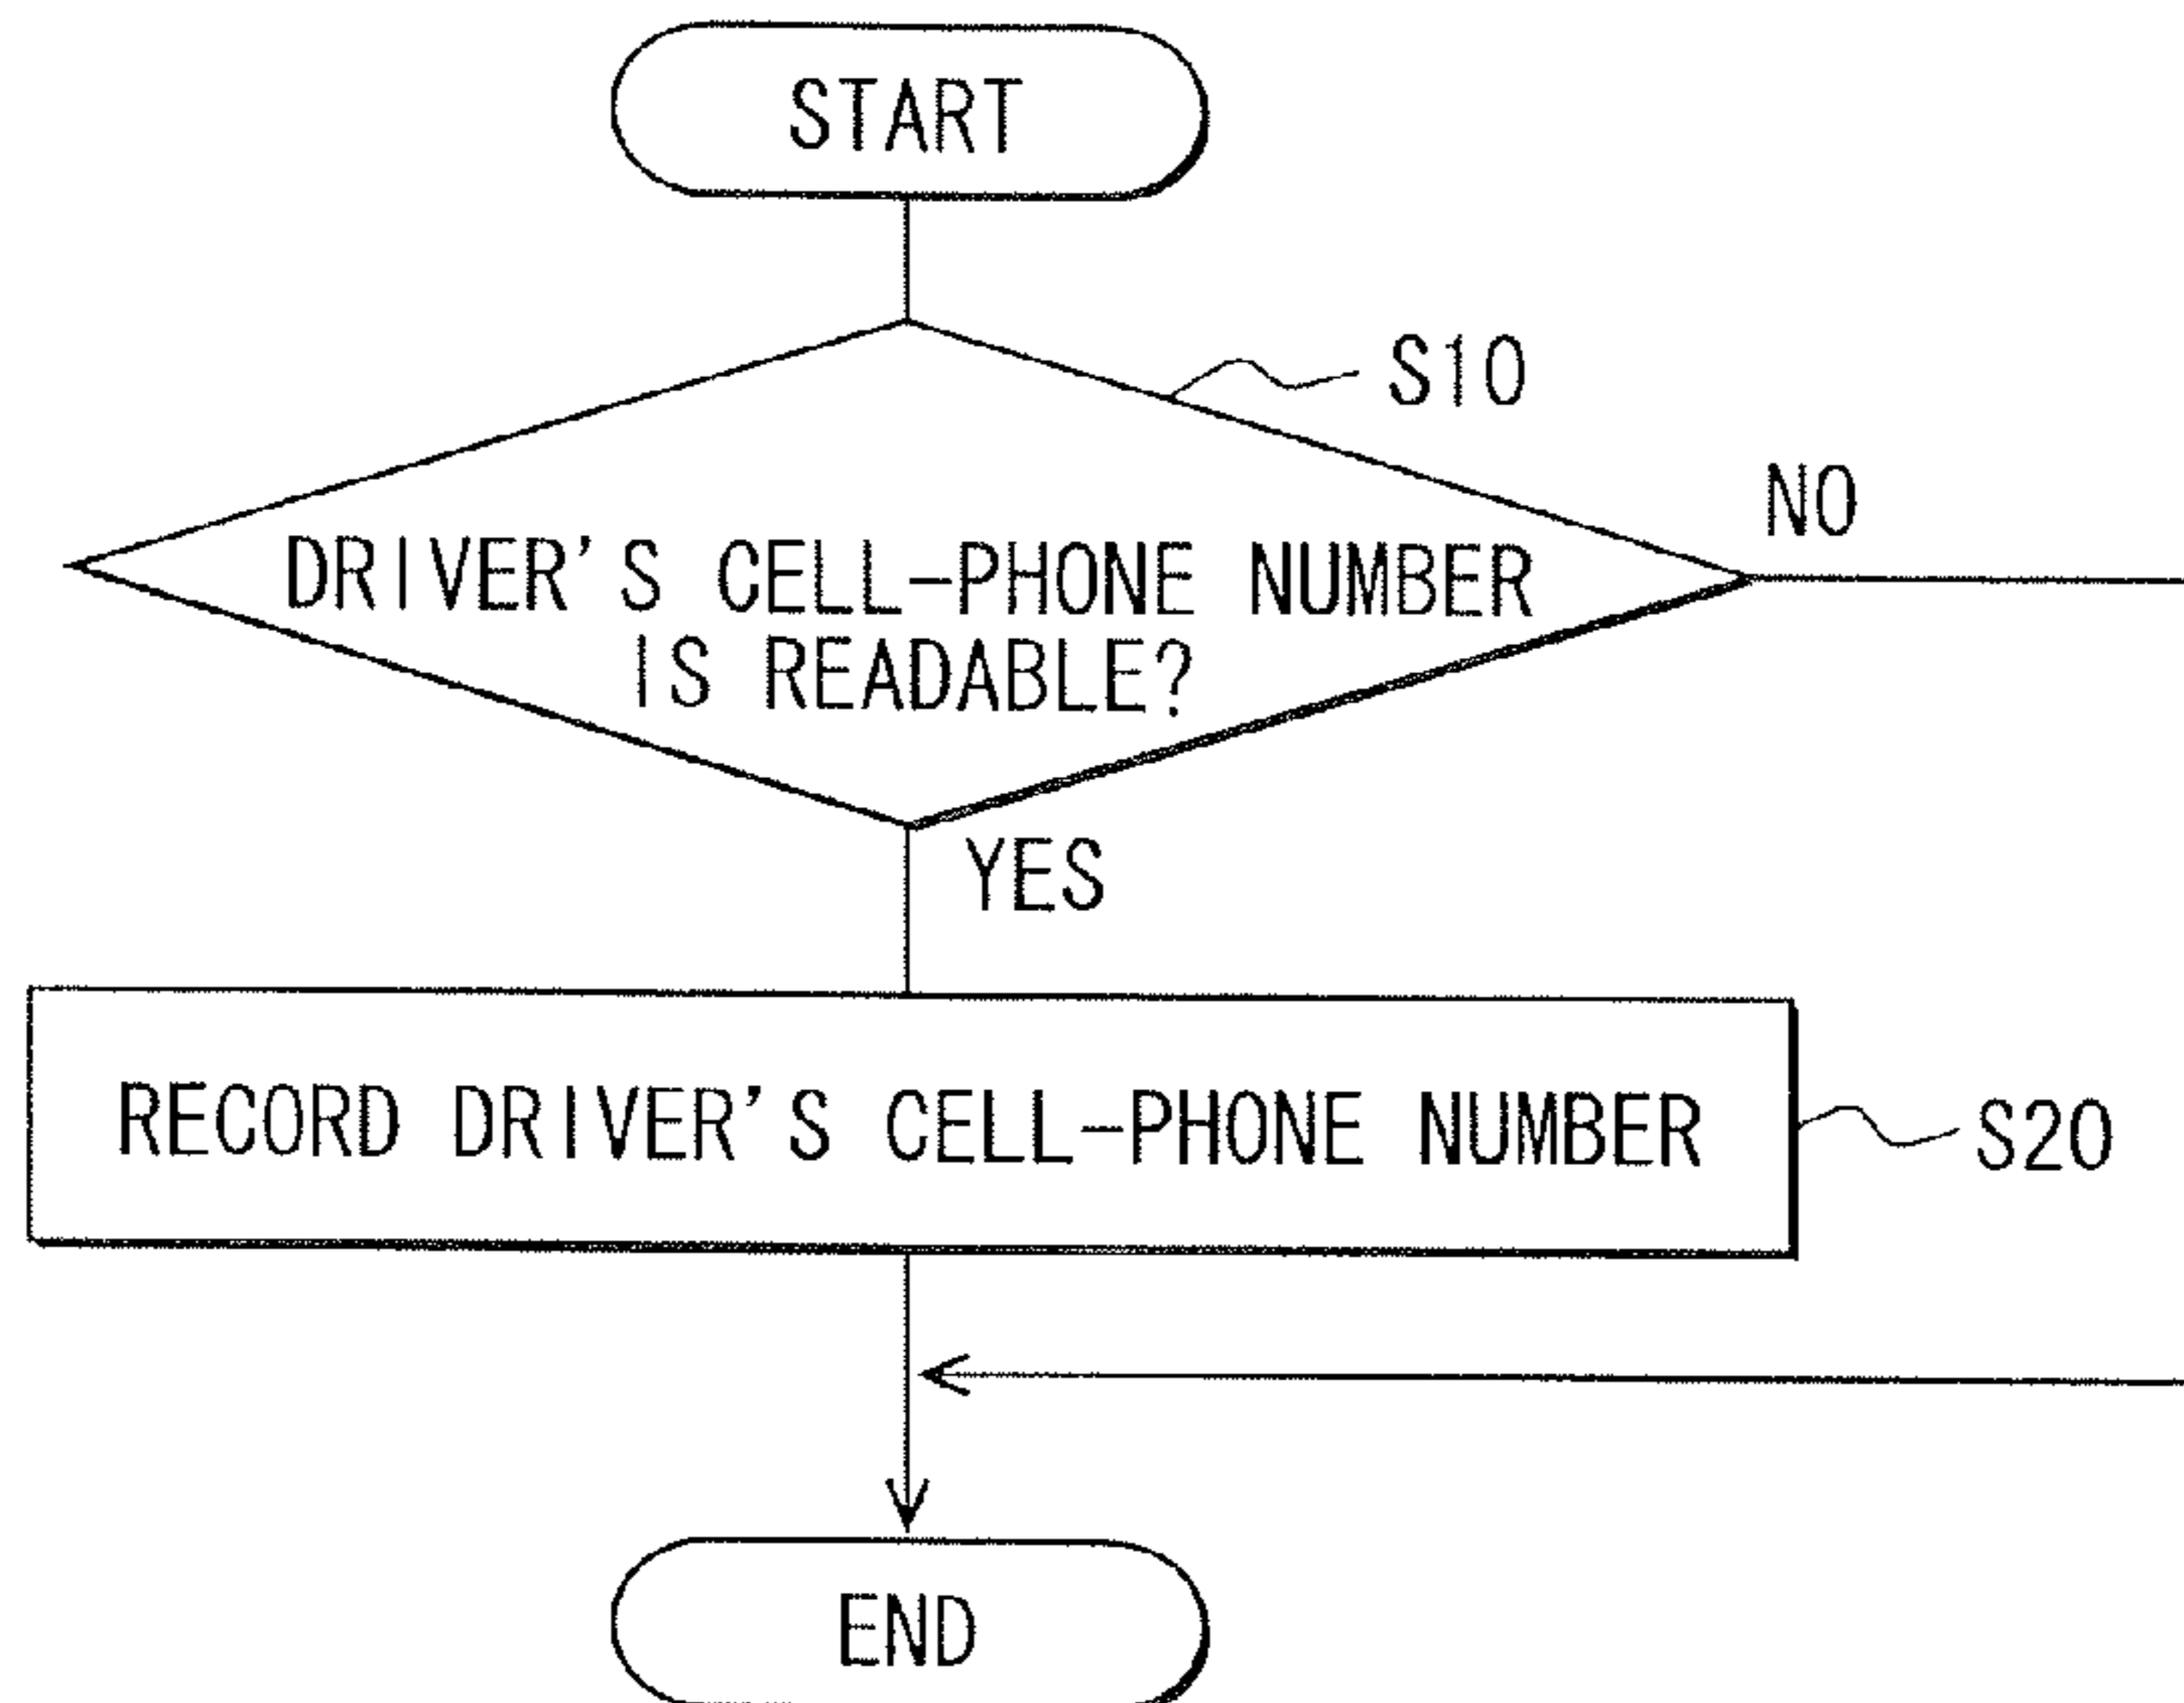 START
S10
NO
DRIVER'S CELL-PHONE NUMBER
IS READABLE?
YES
RECORD DRIVER'S CELL-PHONE NUMBER
S20
END